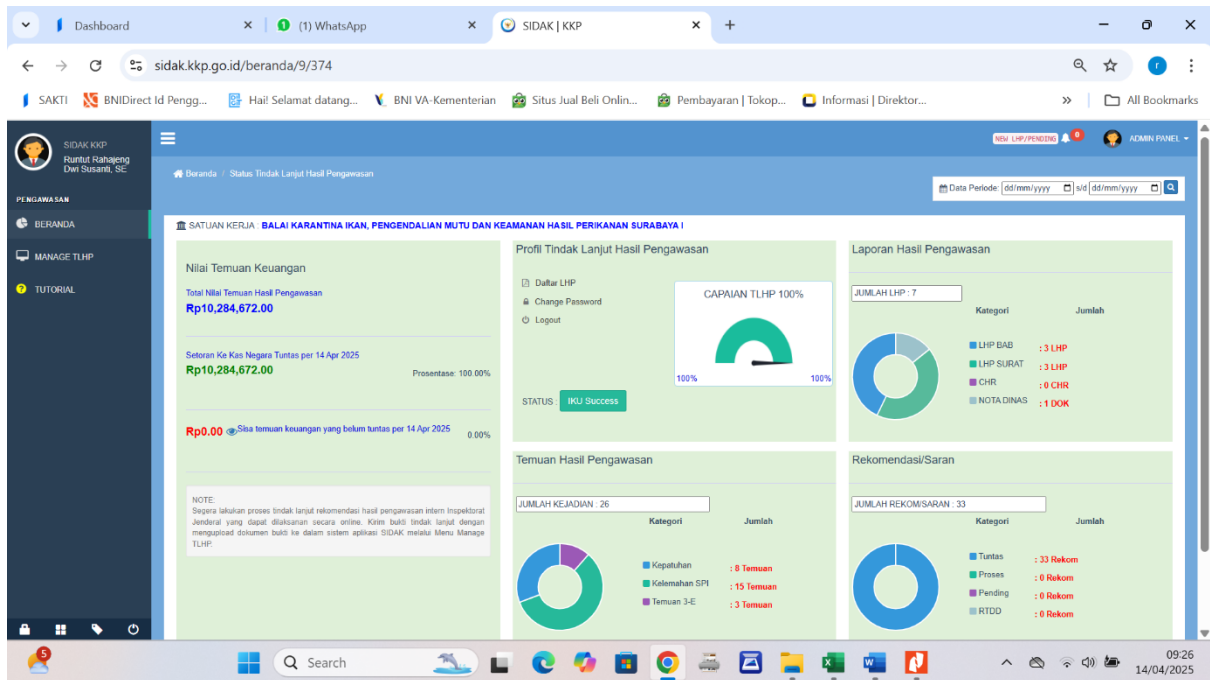 Dashboard
(1) WhatsApp
SIDAK | KKP
sidak.kkp.go.id/beranda/9/374
SAKTI
BNIDirect Id Pengg...
Hai! Selamat datang...
BNI VA-Kementerian
Situs Jual Beli Onlin...
Pembayaran | Tokop...
Informasi | Direktor...
All Bookmarks
SIDAK KKP
Runtut Rahajeng
Dwi Susanti, SE
NEW LHP/PENDING
0
ADMIN PANEL
Beranda / Status Tindak Lanjut Hasil Pengawasan
Data Periode: dd/mm/yyyy s/d dd/mm/yyyy
PENGAWASAN
BERANDA
MANAGE TLHP
TUTORIAL
SATUAN KERJA BALAI KARANTINA IKAN, PENGENDALIAN MUTU DAN KEAMANAN HASIL PERIKANAN SURABAYA I
Nilai Temuan Keuangan
Total Nilai Temuan Hasil Pengawasan
Rp10,284,672.00
Setoran Ke Kas Negara Tuntas per 14 Apr 2025
Rp10,284,672.00
Prosentase: 100.00%
Rp0.00 Sisa temuan keuangan yang belum tuntas per 14 Apr 2025
0.00%
NOTE:
Segera lakukan proses tindak lanjut rekomendasi hasil pengawasan intern Inspektorat
Jenderal yang dapat dilaksanan secara online. Kirim bukti tindak lanjut dengan
mengupload dokumen bukti ke dalam sistem aplikasi SIDAK melalui Menu Manage
TLHP.
Profil Tindak Lanjut Hasil Pengawasan
Daftar LHP
Change Password
Logout
CAPAIAN TLHP 100%
100%
100%
STATUS : IKU Success
Laporan Hasil Pengawasan
JUMLAH LHP : 7
Kategori Jumlah
LHP BAB : 3 LHP
LHP SURAT : 3 LHP
CHR : 0 CHR
NOTA DINAS : 1 DOK
Temuan Hasil Pengawasan
JUMLAH KEJADIAN : 26
Kategori Jumlah
Kepatuhan : 8 Temuan
Kelemahan SPI : 15 Temuan
Temuan 3-E : 3 Temuan
Rekomendasi/Saran
JUMLAH REKOM/SARAN : 33
Kategori Jumlah
Tuntas : 33 Rekom
Proses : 0 Rekom
Pending : 0 Rekom
RTDD : 0 Rekom
5
Search
09:26
14/04/2025